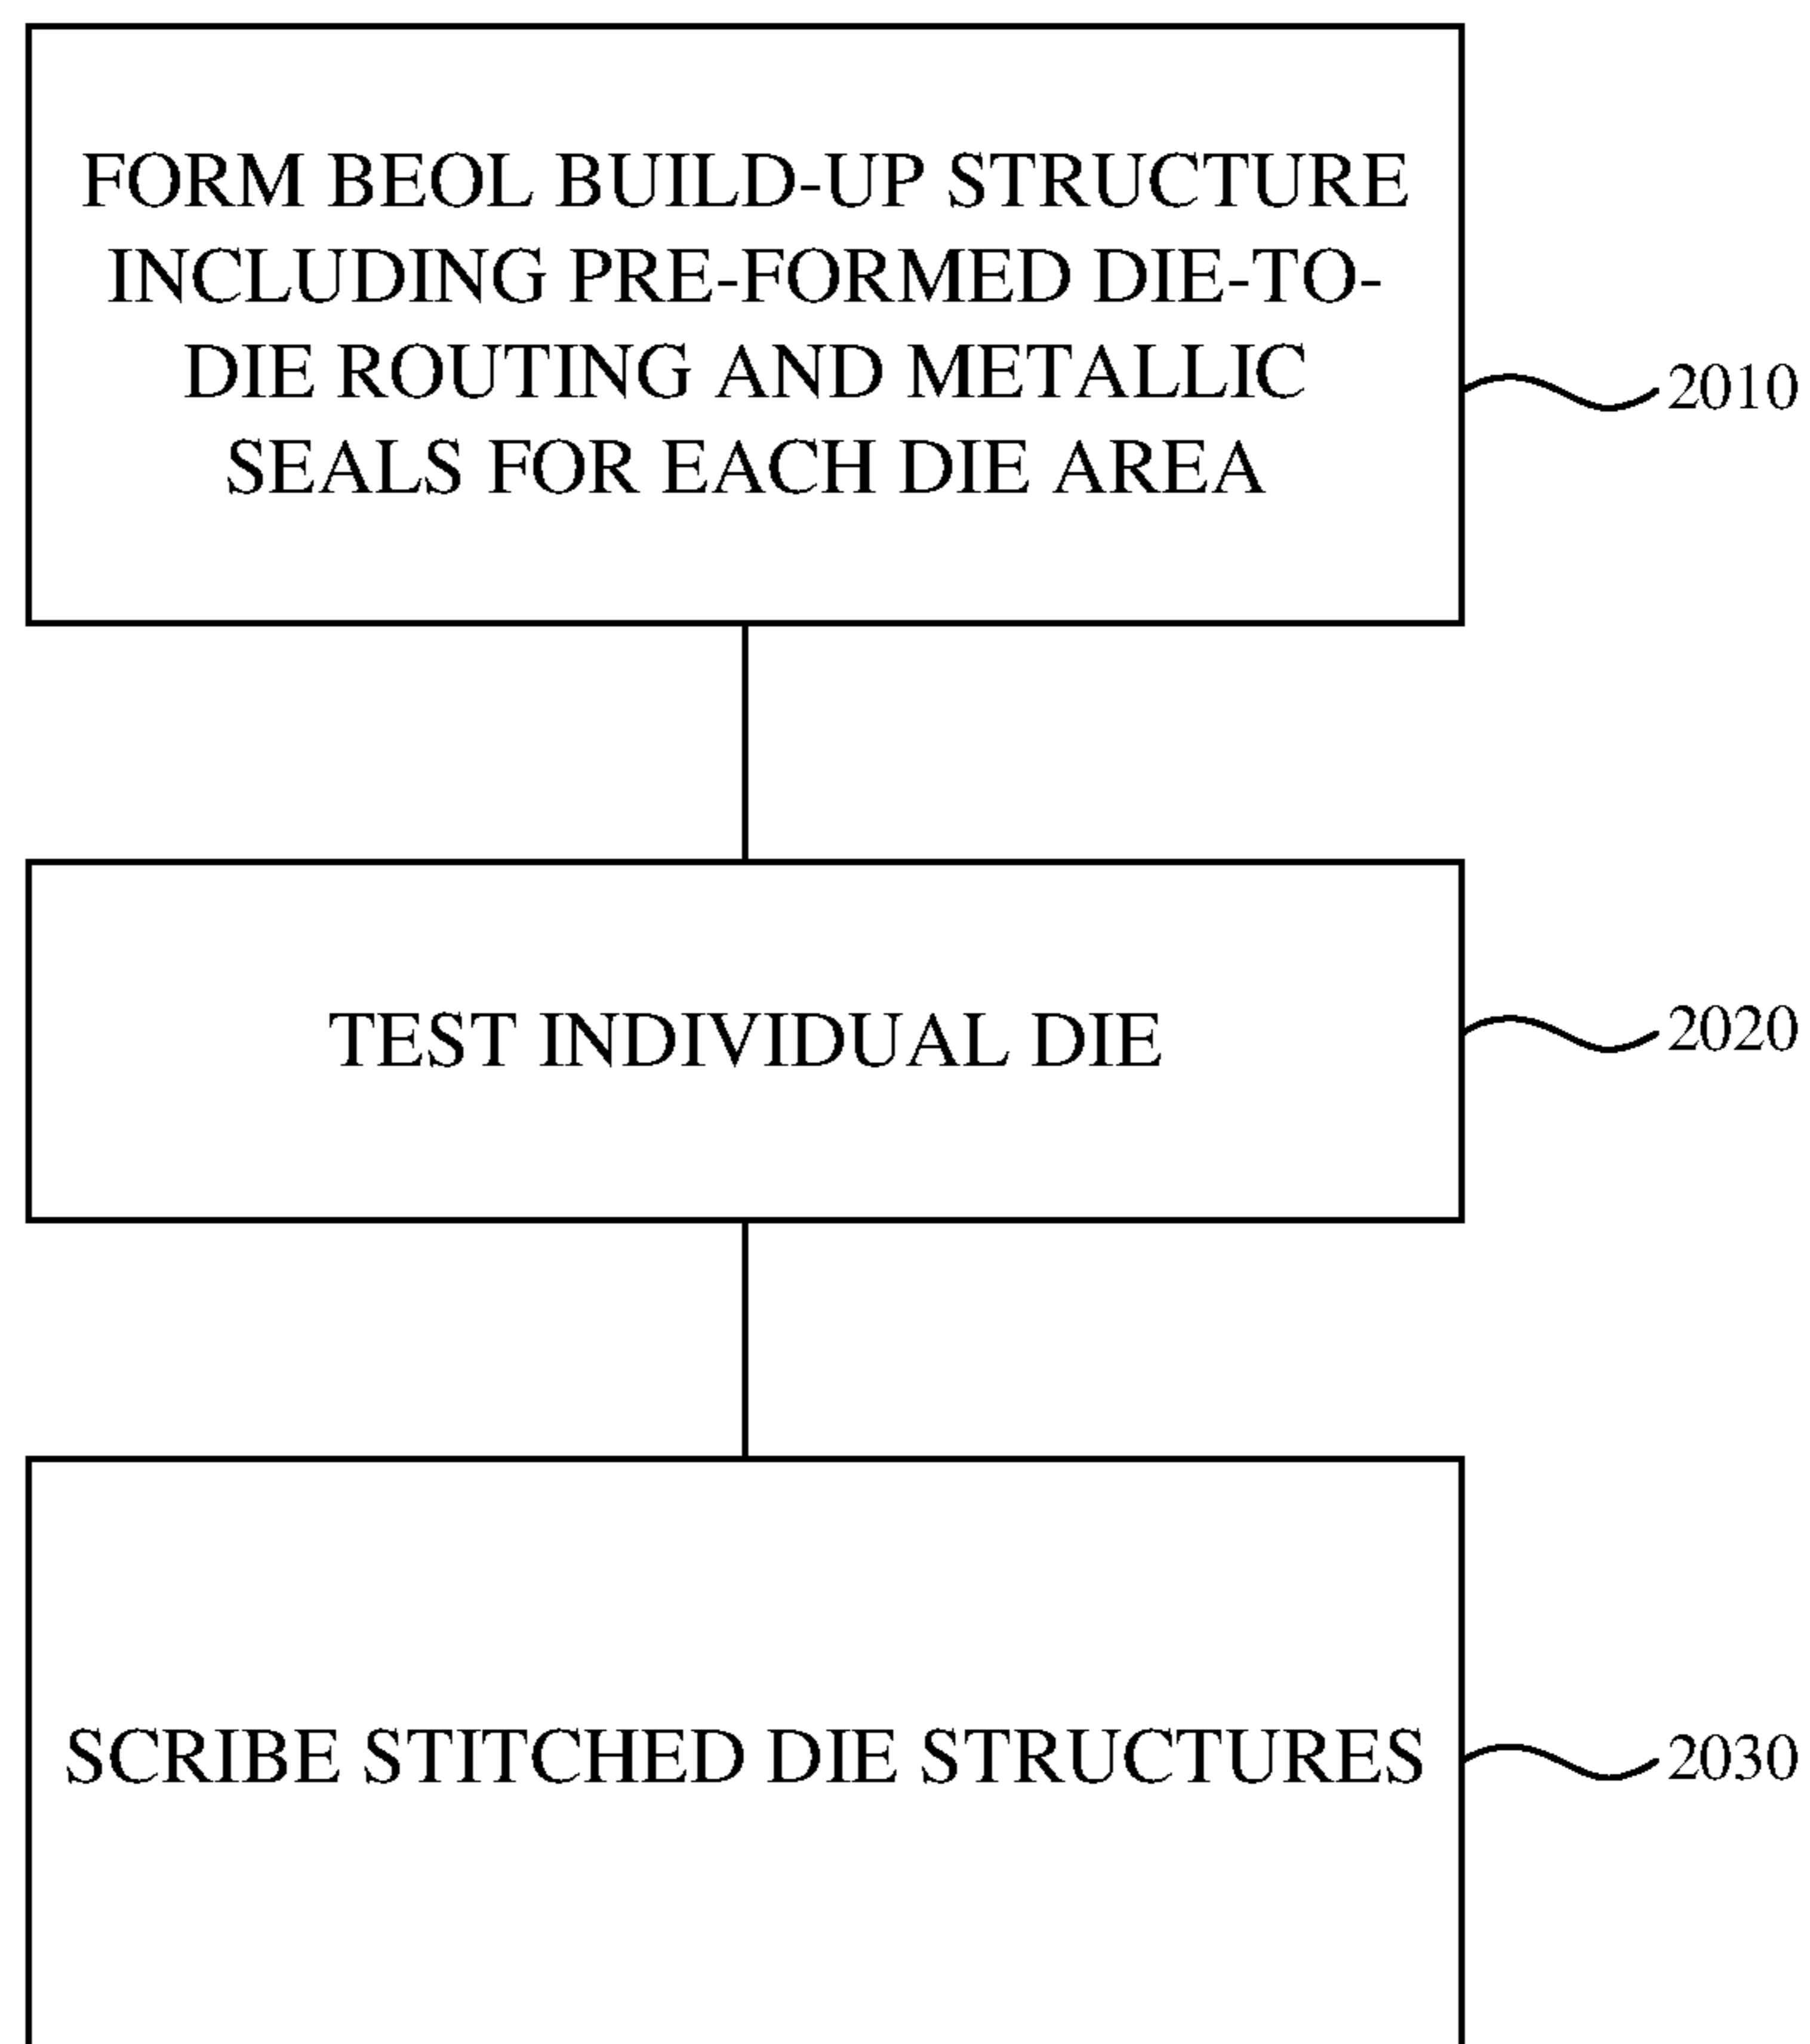 FORM BEOL BUILD-UP STRUCTURE
INCLUDING PRE-FORMED DIE-TO-
DIE ROUTING AND METALLIC
SEALS FOR EACH DIE AREA
2010
TEST INDIVIDUAL DIE
2020
SCRIBE STITCHED DIE STRUCTURES
2030